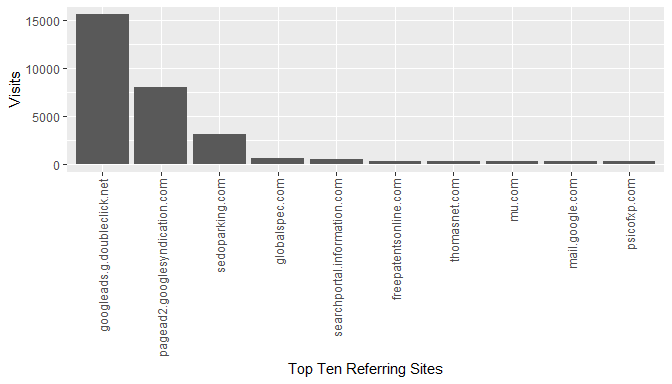 Visits
15000
10000
5000
0
googleads.g.doubleclick.net
pagead2.googlesyndication.com
sedoparking.com
globalspec.com
searchportal.information.com
freepatentsonline.com
thomasnet.com
mu.com
mail.google.com
psicofxp.com
Top Ten Referring Sites